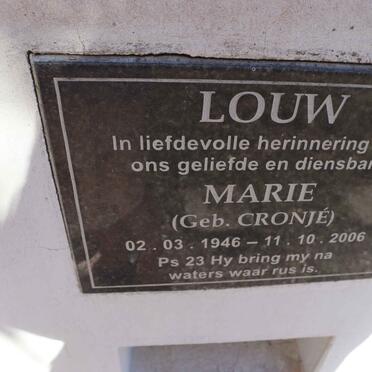 LOUW
In liefdevolle herinnering
ons geliefde en diensbar
MARIE
(Geb. CRONJÉ)
02 . 03 . 1946 – 11 . 10 . 2006
Ps 23 Hy bring my na
waters waar rus is.